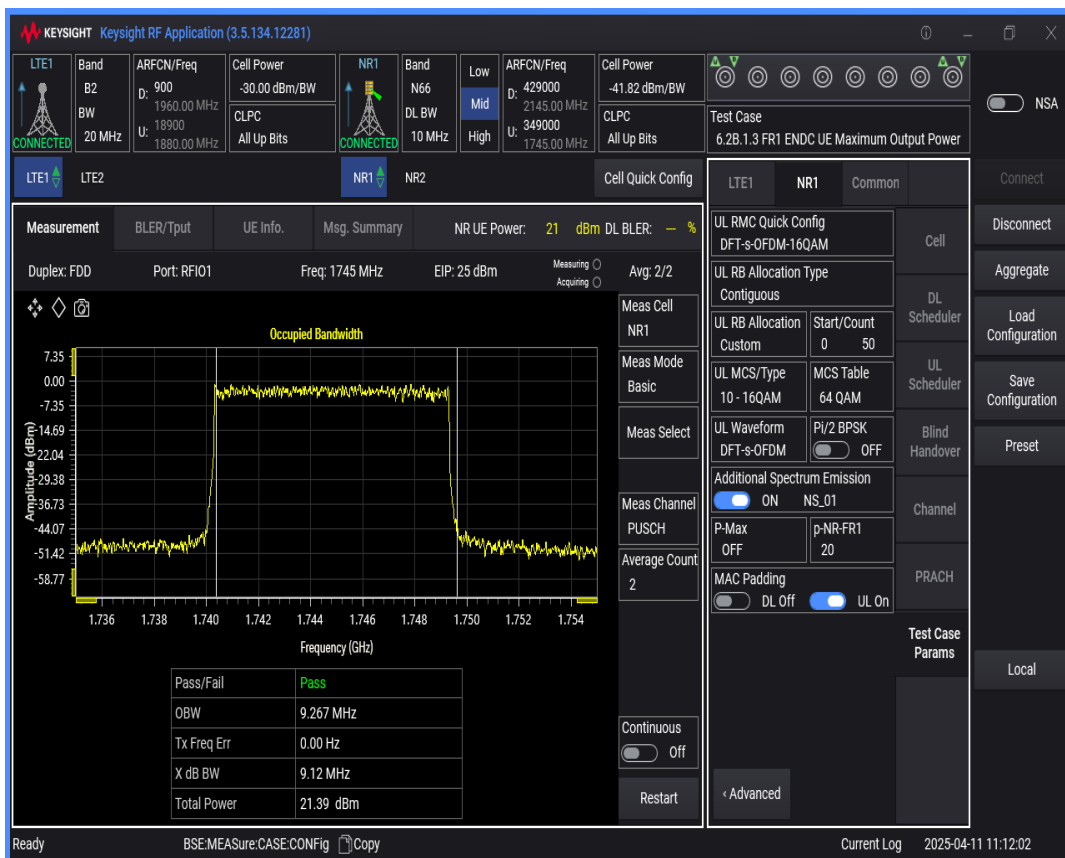 KEYSIGHT Keysight RF Application (3.5.134.12281)
LTE1 Band ARFCN/Freq Cell Power NR1 Band Low ARFCN/Freq Cell Power
B2 D: 900 -30.00 dBm/BW N66 D: 429000 -41.82 dBm/BW
1960.00 MHz 2145.00 MHz
BW CLPC DL BW Mid CLPC
U: 18900 U: 349000
CONNECTED 20 MHz 1880.00 MHz All Up Bits CONNECTED 10 MHz High 1745.00 MHz All Up Bits
Test Case
6.2B.1.3 FR1 ENDC UE Maximum Output Power
NSA
LTE1 LTE2 NR1 NR2 Cell Quick Config
Measurement BLER/Tput UE Info. Msg. Summary NR UE Power: 21 dBm DL BLER: — %
Duplex: FDD Port: RFIO1 Freq: 1745 MHz EIP: 25 dBm Measuring Avg: 2/2
Acquiring
Occupied Bandwidth
7.35
0.00
-7.35
-14.69
-22.04
-29.38
-36.73
-44.07
-51.42
-58.77
Amplitude (dBm)
1.736 1.738 1.740 1.742 1.744 1.746 1.748 1.750 1.752 1.754
Frequency (GHz)
Pass/Fail Pass
OBW 9.267 MHz
Tx Freq Err 0.00 Hz
X dB BW 9.12 MHz
Total Power 21.39 dBm
Meas Cell
NR1
Meas Mode
Basic
Meas Select
Meas Channel
PUSCH
Average Count
2
Continuous
Off
Restart
LTE1 NR1 Common
UL RMC Quick Config
DFT-s-OFDM-16QAM
UL RB Allocation Type
Contiguous
UL RB Allocation Start/Count
Custom 0 50
UL MCS/Type MCS Table
10 - 16QAM 64 QAM
UL Waveform Pi/2 BPSK
DFT-s-OFDM OFF
Additional Spectrum Emission
ON NS_01
P-Max p-NR-FR1
OFF 20
MAC Padding
DL Off UL On
‹ Advanced
Cell
DL
Scheduler
UL
Scheduler
Blind
Handover
Channel
PRACH
Test Case
Params
Connect
Disconnect
Aggregate
Load
Configuration
Save
Configuration
Preset
Local
Ready BSE:MEASure:CASE:CONFig Copy Current Log 2025-04-11 11:12:02